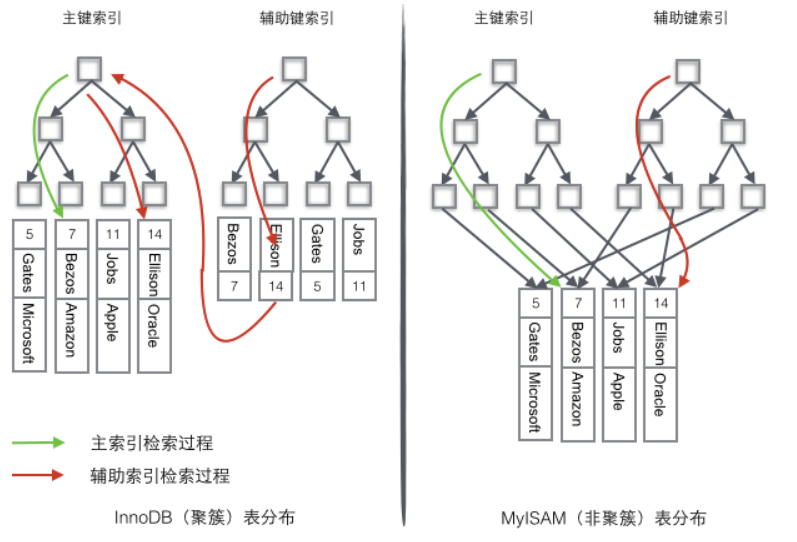 主键索引
辅助键索引
主键索引
辅助键索引
5
7
11
14
Gates
Bezos
Jobs
Ellison
Microsoft
Amazon
Apple
Oracle
Bezos
Ellison
Gates
Jobs
7
14
5
11
5
7
11
14
Gates
Bezos
Jobs
Ellison
Microsoft
Amazon
Apple
Oracle
主索引检索过程
辅助索引检索过程
InnoDB（聚簇）表分布
MyISAM（非聚簇）表分布